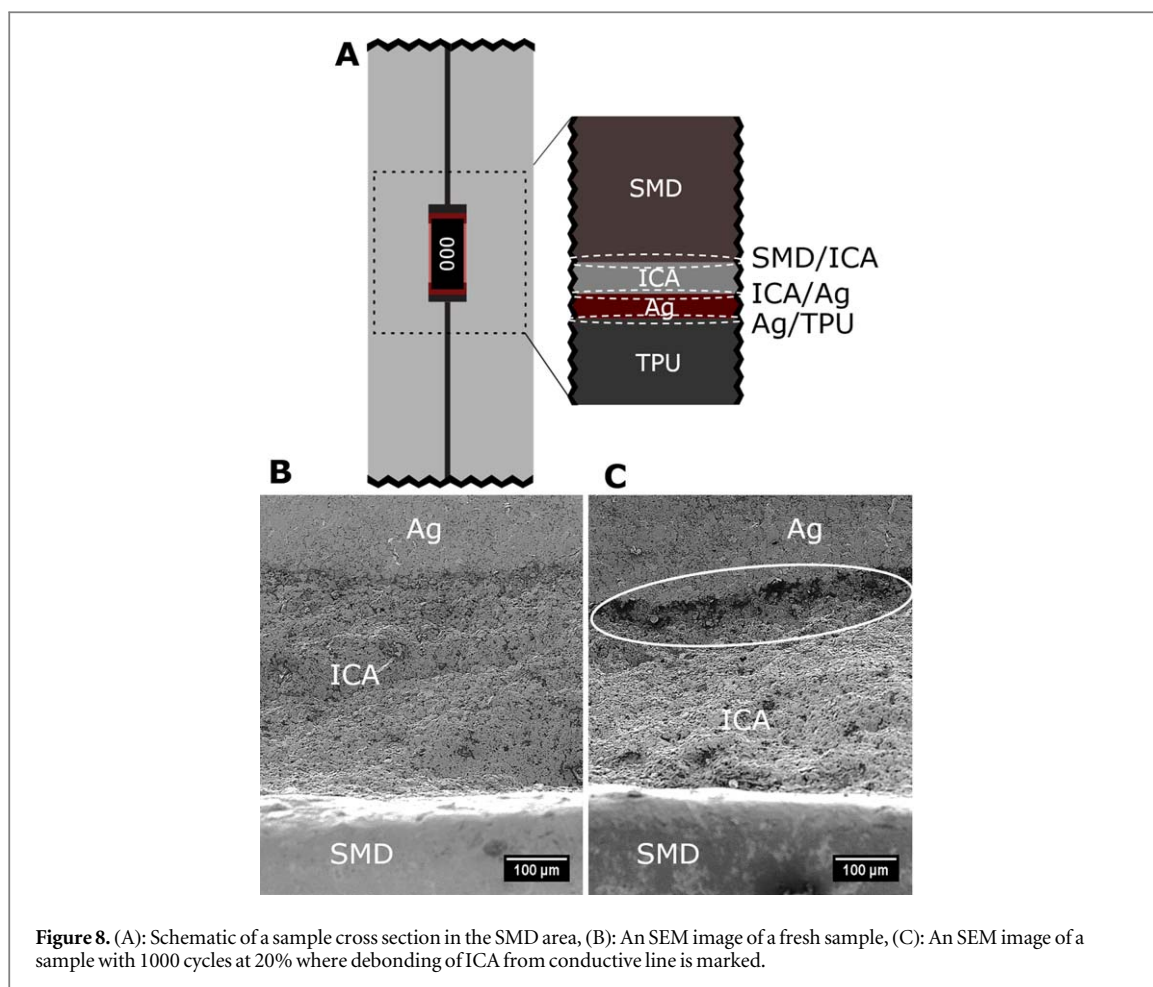 A
000
SMD
ICA
Ag
TPU
SMD/ICA
ICA/Ag
Ag/TPU
B
Ag
ICA
SMD
100 µm
C
Ag
ICA
SMD
100 µm
Figure 8. (A): Schematic of a sample cross section in the SMD area, (B): An SEM image of a fresh sample, (C): An SEM image of a
sample with 1000 cycles at 20% where debonding of ICA from conductive line is marked.